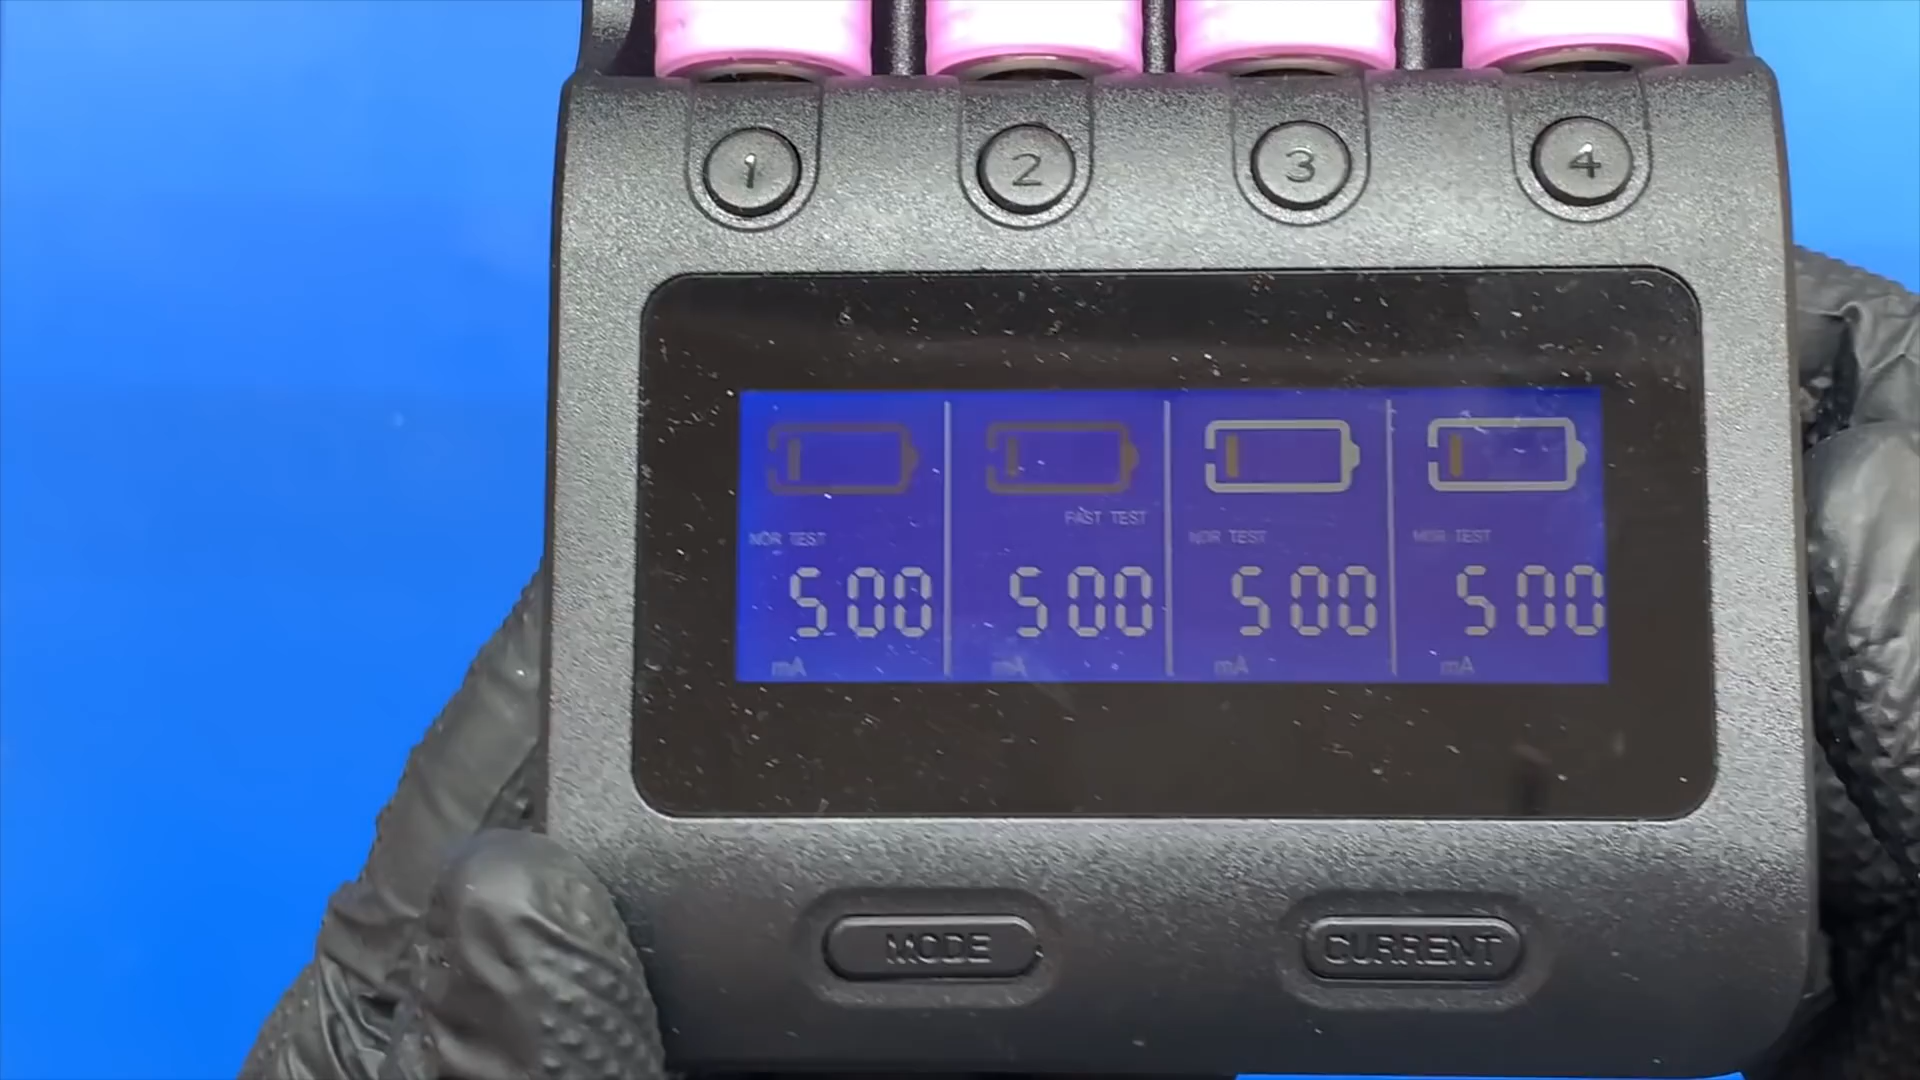 1 2 3 4
FAST TEST
NOR TEST NOR TEST NOR TEST
500 500 500 500
mA mA mA mA
MODE CURRENT